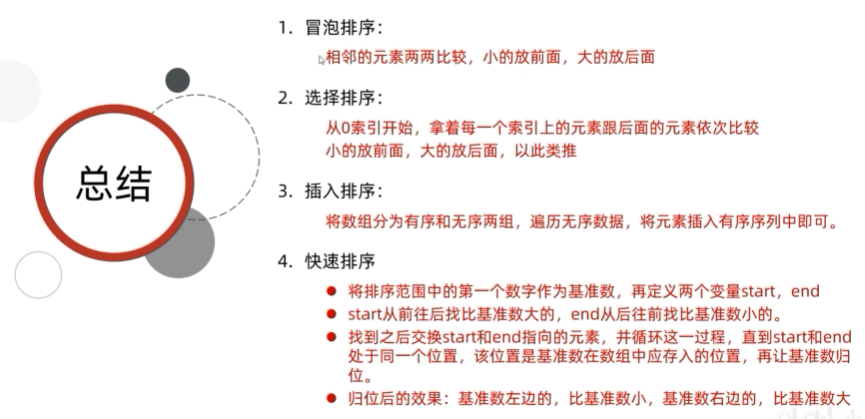 总结
1. 冒泡排序：
相邻的元素两两比较，小的放前面，大的放后面
2. 选择排序：
从0索引开始，拿着每一个索引上的元素跟后面的元素依次比较
小的放前面，大的放后面，以此类推
3. 插入排序：
将数组分为有序和无序两组，遍历无序数据，将元素插入有序序列中即可。
4. 快速排序
将排序范围中的第一个数字作为基准数，再定义两个变量start，end
start从前往后找比基准数大的，end从后往前找比基准数小的。
找到之后交换start和end指向的元素，并循环这一过程，直到start和end
处于同一个位置，该位置是基准数在数组中应存入的位置，再让基准数归
位。
归位后的效果：基准数左边的，比基准数小，基准数右边的，比基准数大